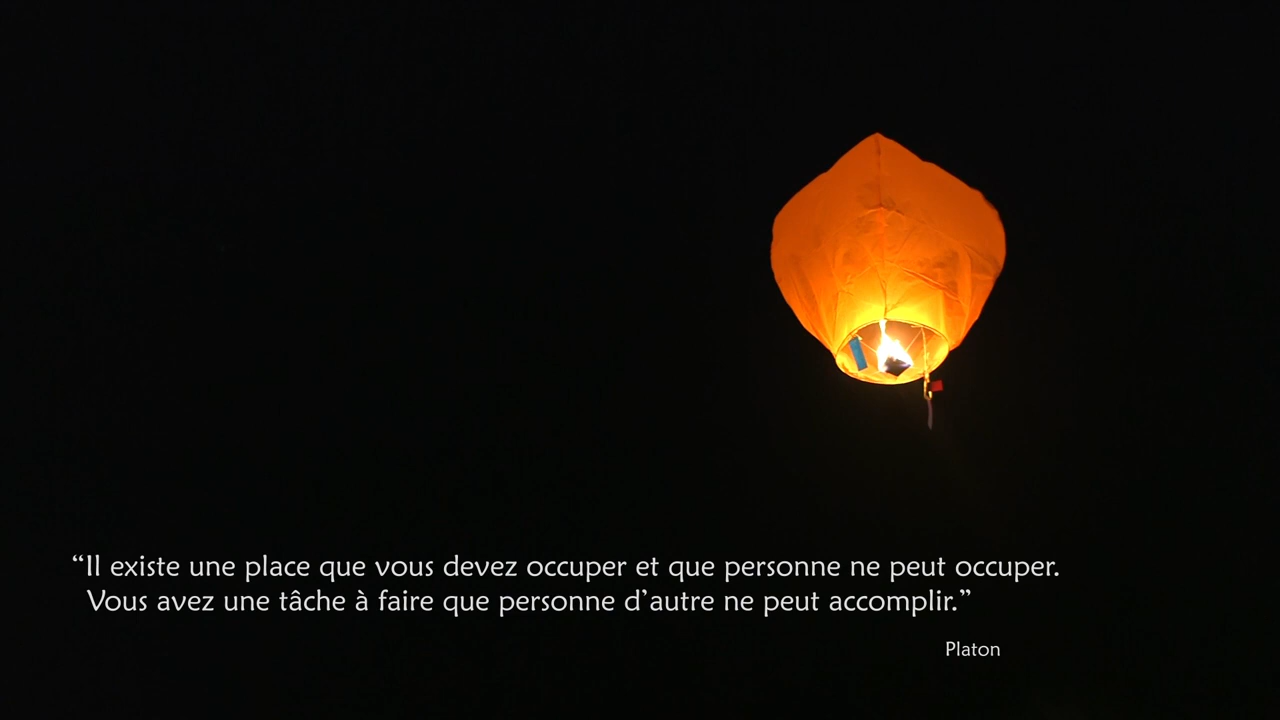 “Il existe une place que vous devez occuper et que personne ne peut occuper.
Vous avez une tâche à faire que personne d’autre ne peut accomplir.”
Platon